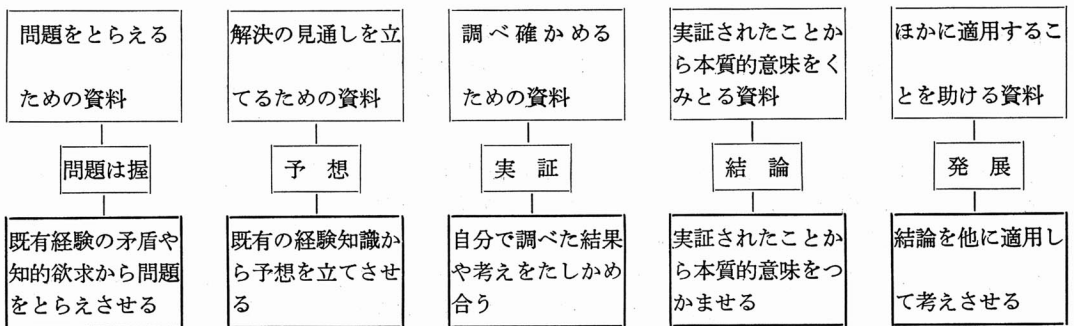 問題をとらえる
ための資料
解決の見通しを立
てるための資料
調べ確かめる
ための資料
実証されたことか
ら本質的意味をく
みとる資料
ほかに適用するこ
とを助ける資料
問題は握
予想
実証
結論
発展
既有経験の矛盾や
知的欲求から問題
をとらえさせる
既有の経験知識か
ら予想を立てさせ
る
自分で調べた結果
や考えをたしかめ
合う
実証されたことか
ら本質的意味をつ
かませる
結論を他に適用し
て考えさせる